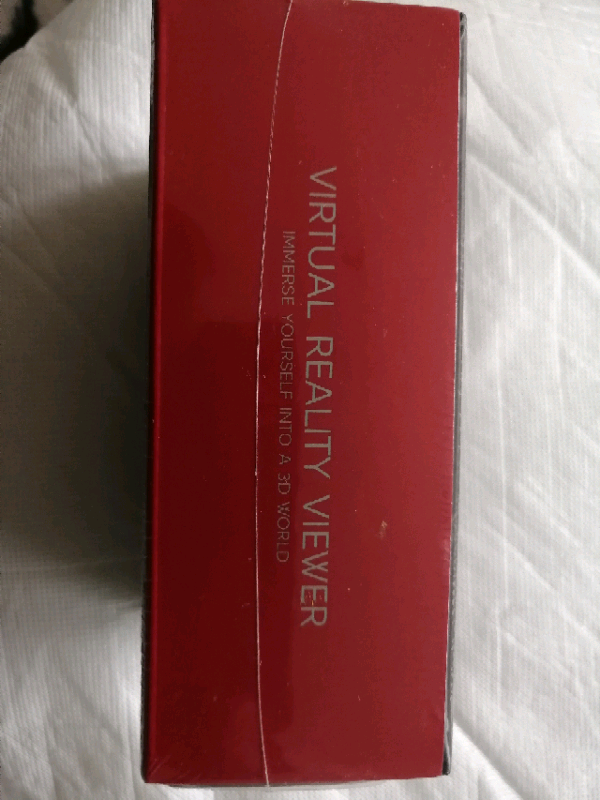 VIRTUAL REALITY VIEWER
IMMERSE YOURSELF INTO A 3D WORLD